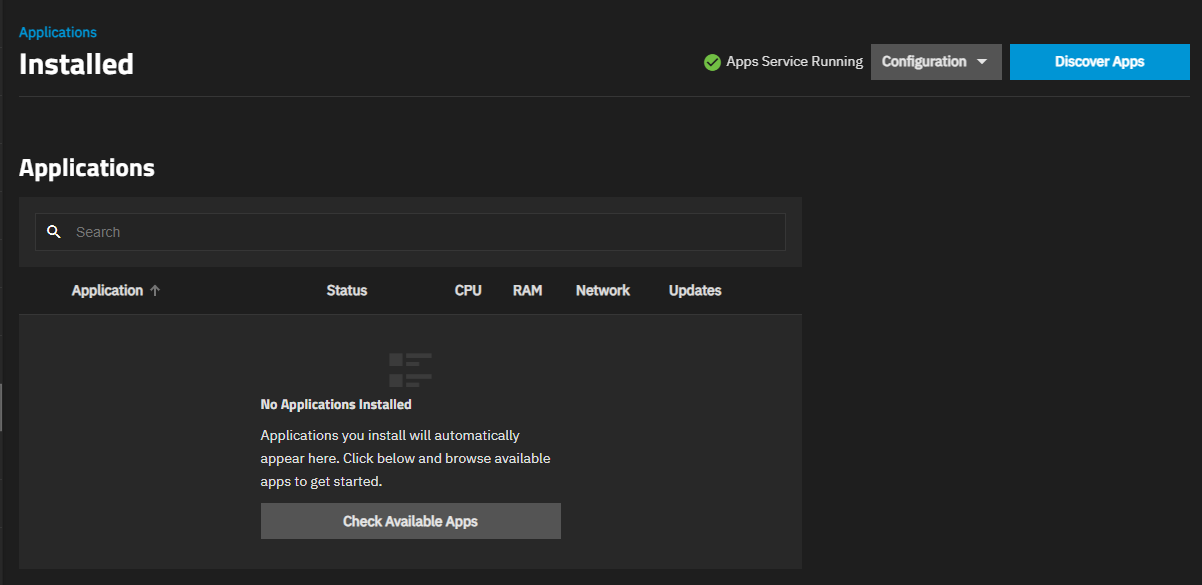 Applications
Installed
Apps Service Running
Configuration
Discover Apps
Applications
Search
Application Status CPU RAM Network Updates
No Applications Installed
Applications you install will automatically
appear here. Click below and browse available
apps to get started.
Check Available Apps